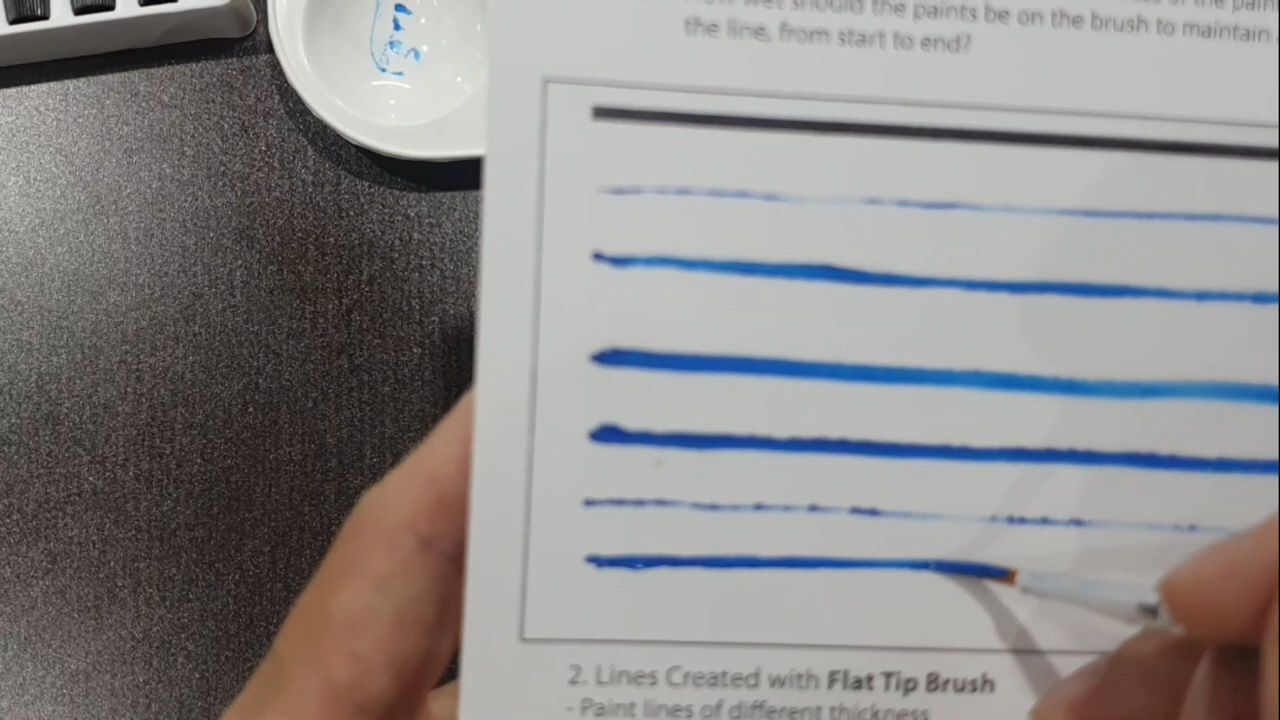 wet should the paints be on the brush to maintain
the line, from start to end?
2. Lines Created with Flat Tip Brush
- Paint lines of different thickness